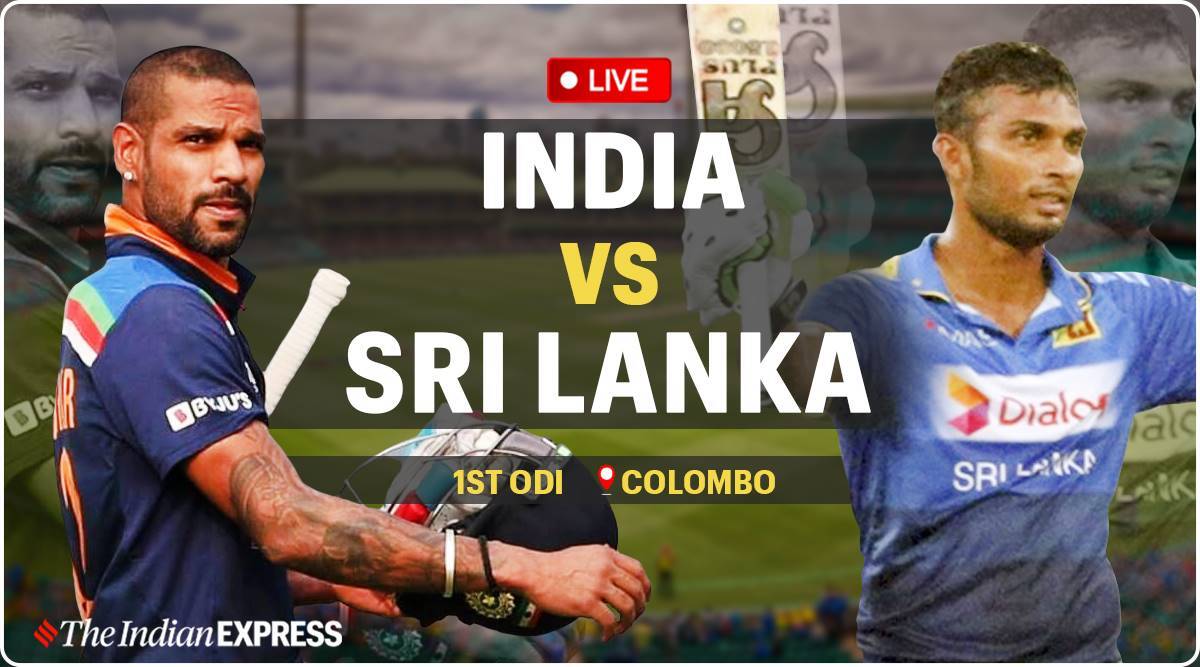 LIVE
INDIA
VS
SRI LANKA
1ST ODI COLOMBO
BYJU'S
Dialog
SRI LANKA
The Indian EXPRESS